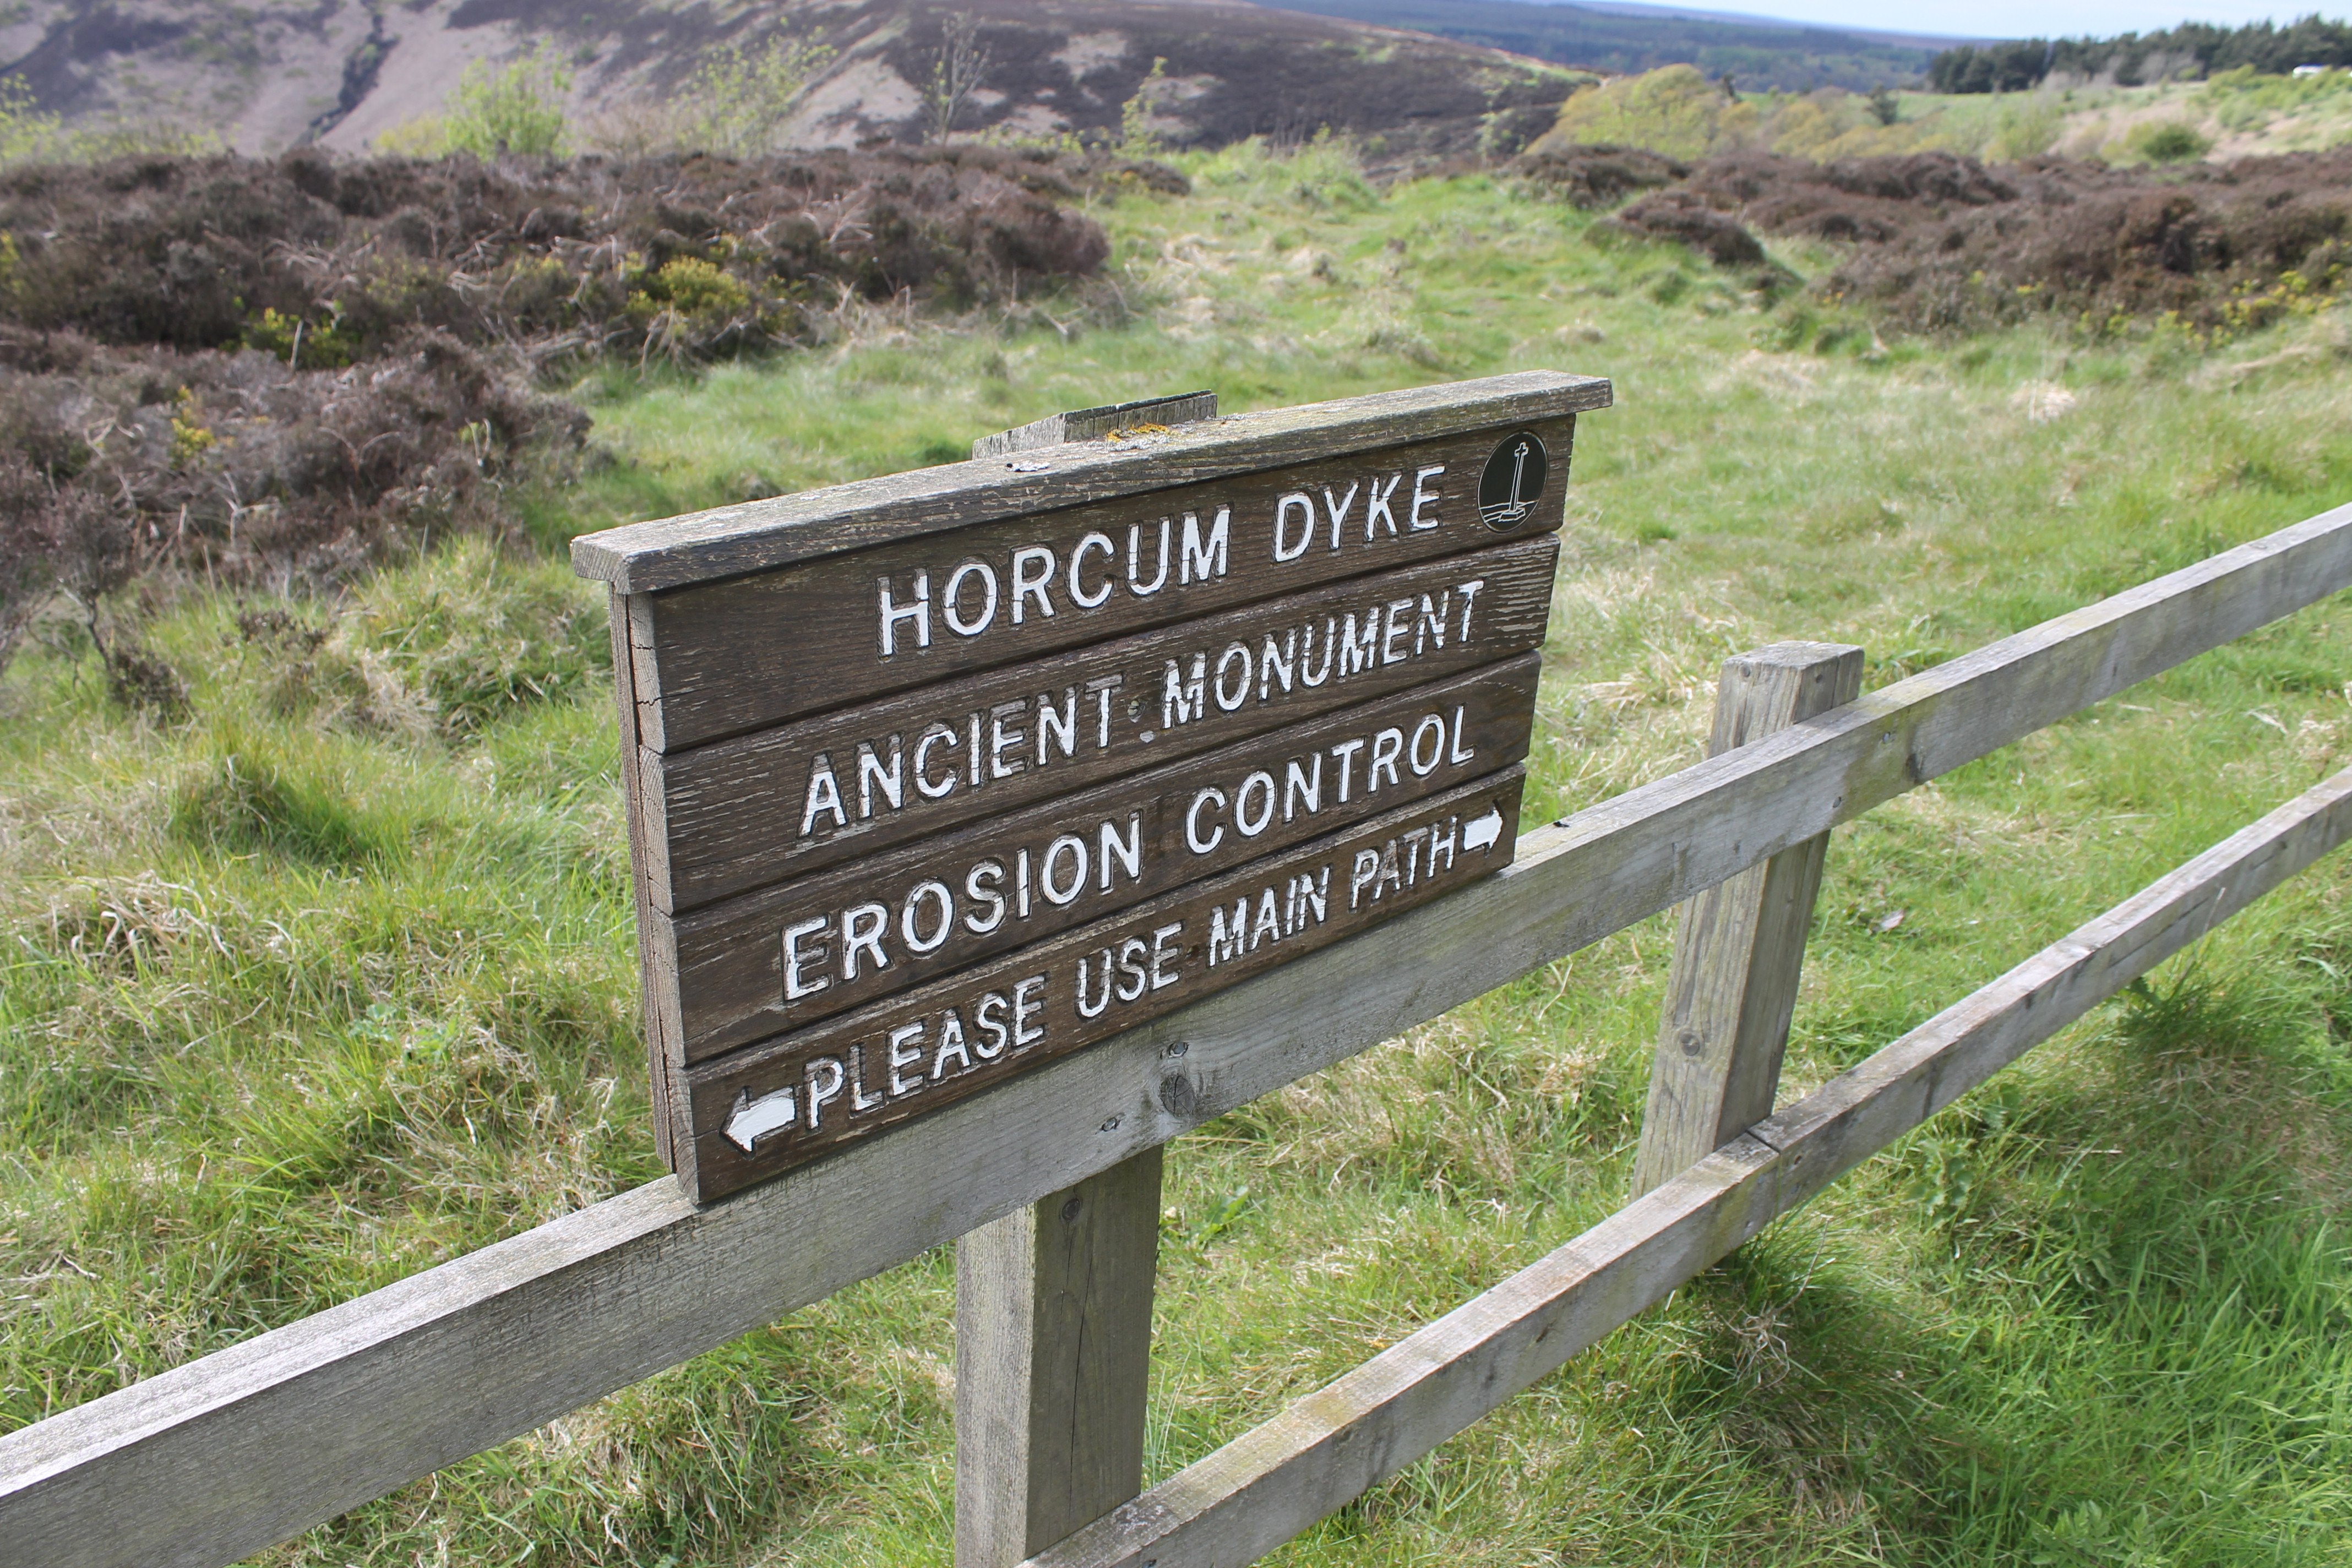 HORCUM DYKE
ANCIENT MONUMENT
EROSION CONTROL
PLEASE USE MAIN PATH